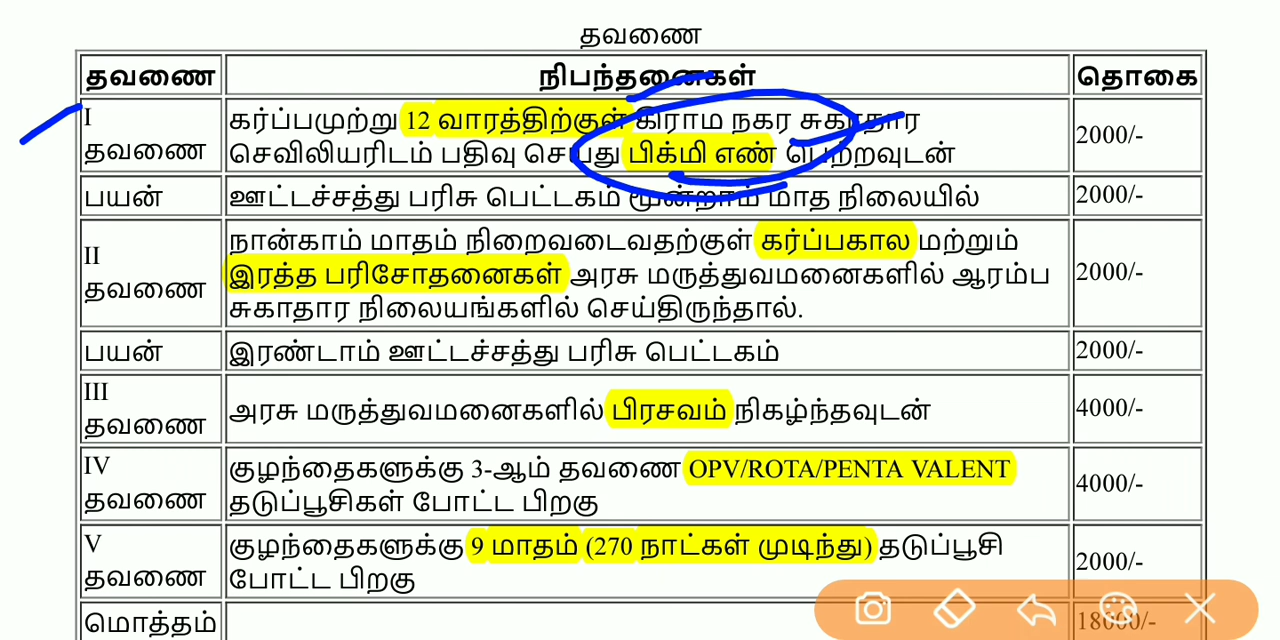 தவணை
தவணை நிபந்தனைகள் தொகை
I
தவணை
கர்ப்பமுற்று 12 வாரத்திற்குள் கிராம நகர சுகாதார
செவிலியரிடம் பதிவு செய்து பிக்மி எண் பெற்றவுடன்
2000/-
பயன் ஊட்டச்சத்து பரிசு பெட்டகம் மூன்றாம் மாத நிலையில் 2000/-
II
தவணை
நான்காம் மாதம் நிறைவடைவதற்குள் கர்ப்பகால மற்றும்
இரத்த பரிசோதனைகள் அரசு மருத்துவமனைகளில் ஆரம்ப
சுகாதார நிலையங்களில் செய்திருந்தால்.
2000/-
பயன் இரண்டாம் ஊட்டச்சத்து பரிசு பெட்டகம் 2000/-
III
தவணை
அரசு மருத்துவமனைகளில் பிரசவம் நிகழ்ந்தவுடன்
4000/-
IV
தவணை
குழந்தைகளுக்கு 3-ஆம் தவணை OPV/ROTA/PENTA VALENT
தடுப்பூசிகள் போட்ட பிறகு
4000/-
V
தவணை
குழந்தைகளுக்கு 9 மாதம் (270 நாட்கள் முடிந்து) தடுப்பூசி
போட்ட பிறகு
2000/-
மொத்தம் 18000/-